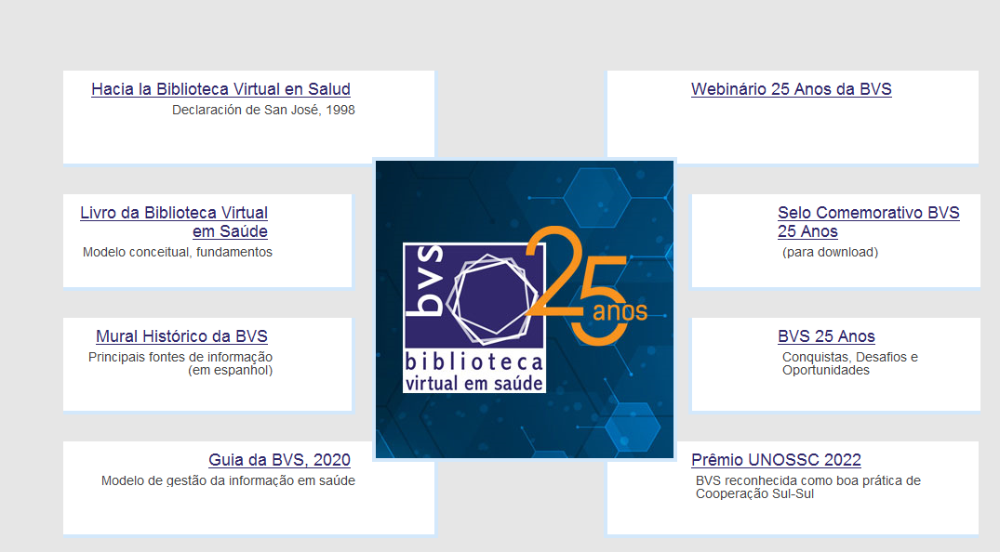 Hacia la Biblioteca Virtual en Salud
Declaración de San José, 1998
Webinário 25 Anos da BVS
Livro da Biblioteca Virtual
em Saúde
Modelo conceitual, fundamentos
Selo Comemorativo BVS
25 Anos
(para download)
bvs
25
anos
biblioteca
virtual em saúde
Mural Histórico da BVS
Principais fontes de informação
(em espanhol)
BVS 25 Anos
Conquistas, Desafios e
Oportunidades
Guia da BVS, 2020
Modelo de gestão da informação em saúde
Prêmio UNOSSC 2022
BVS reconhecida como boa prática de
Cooperação Sul-Sul